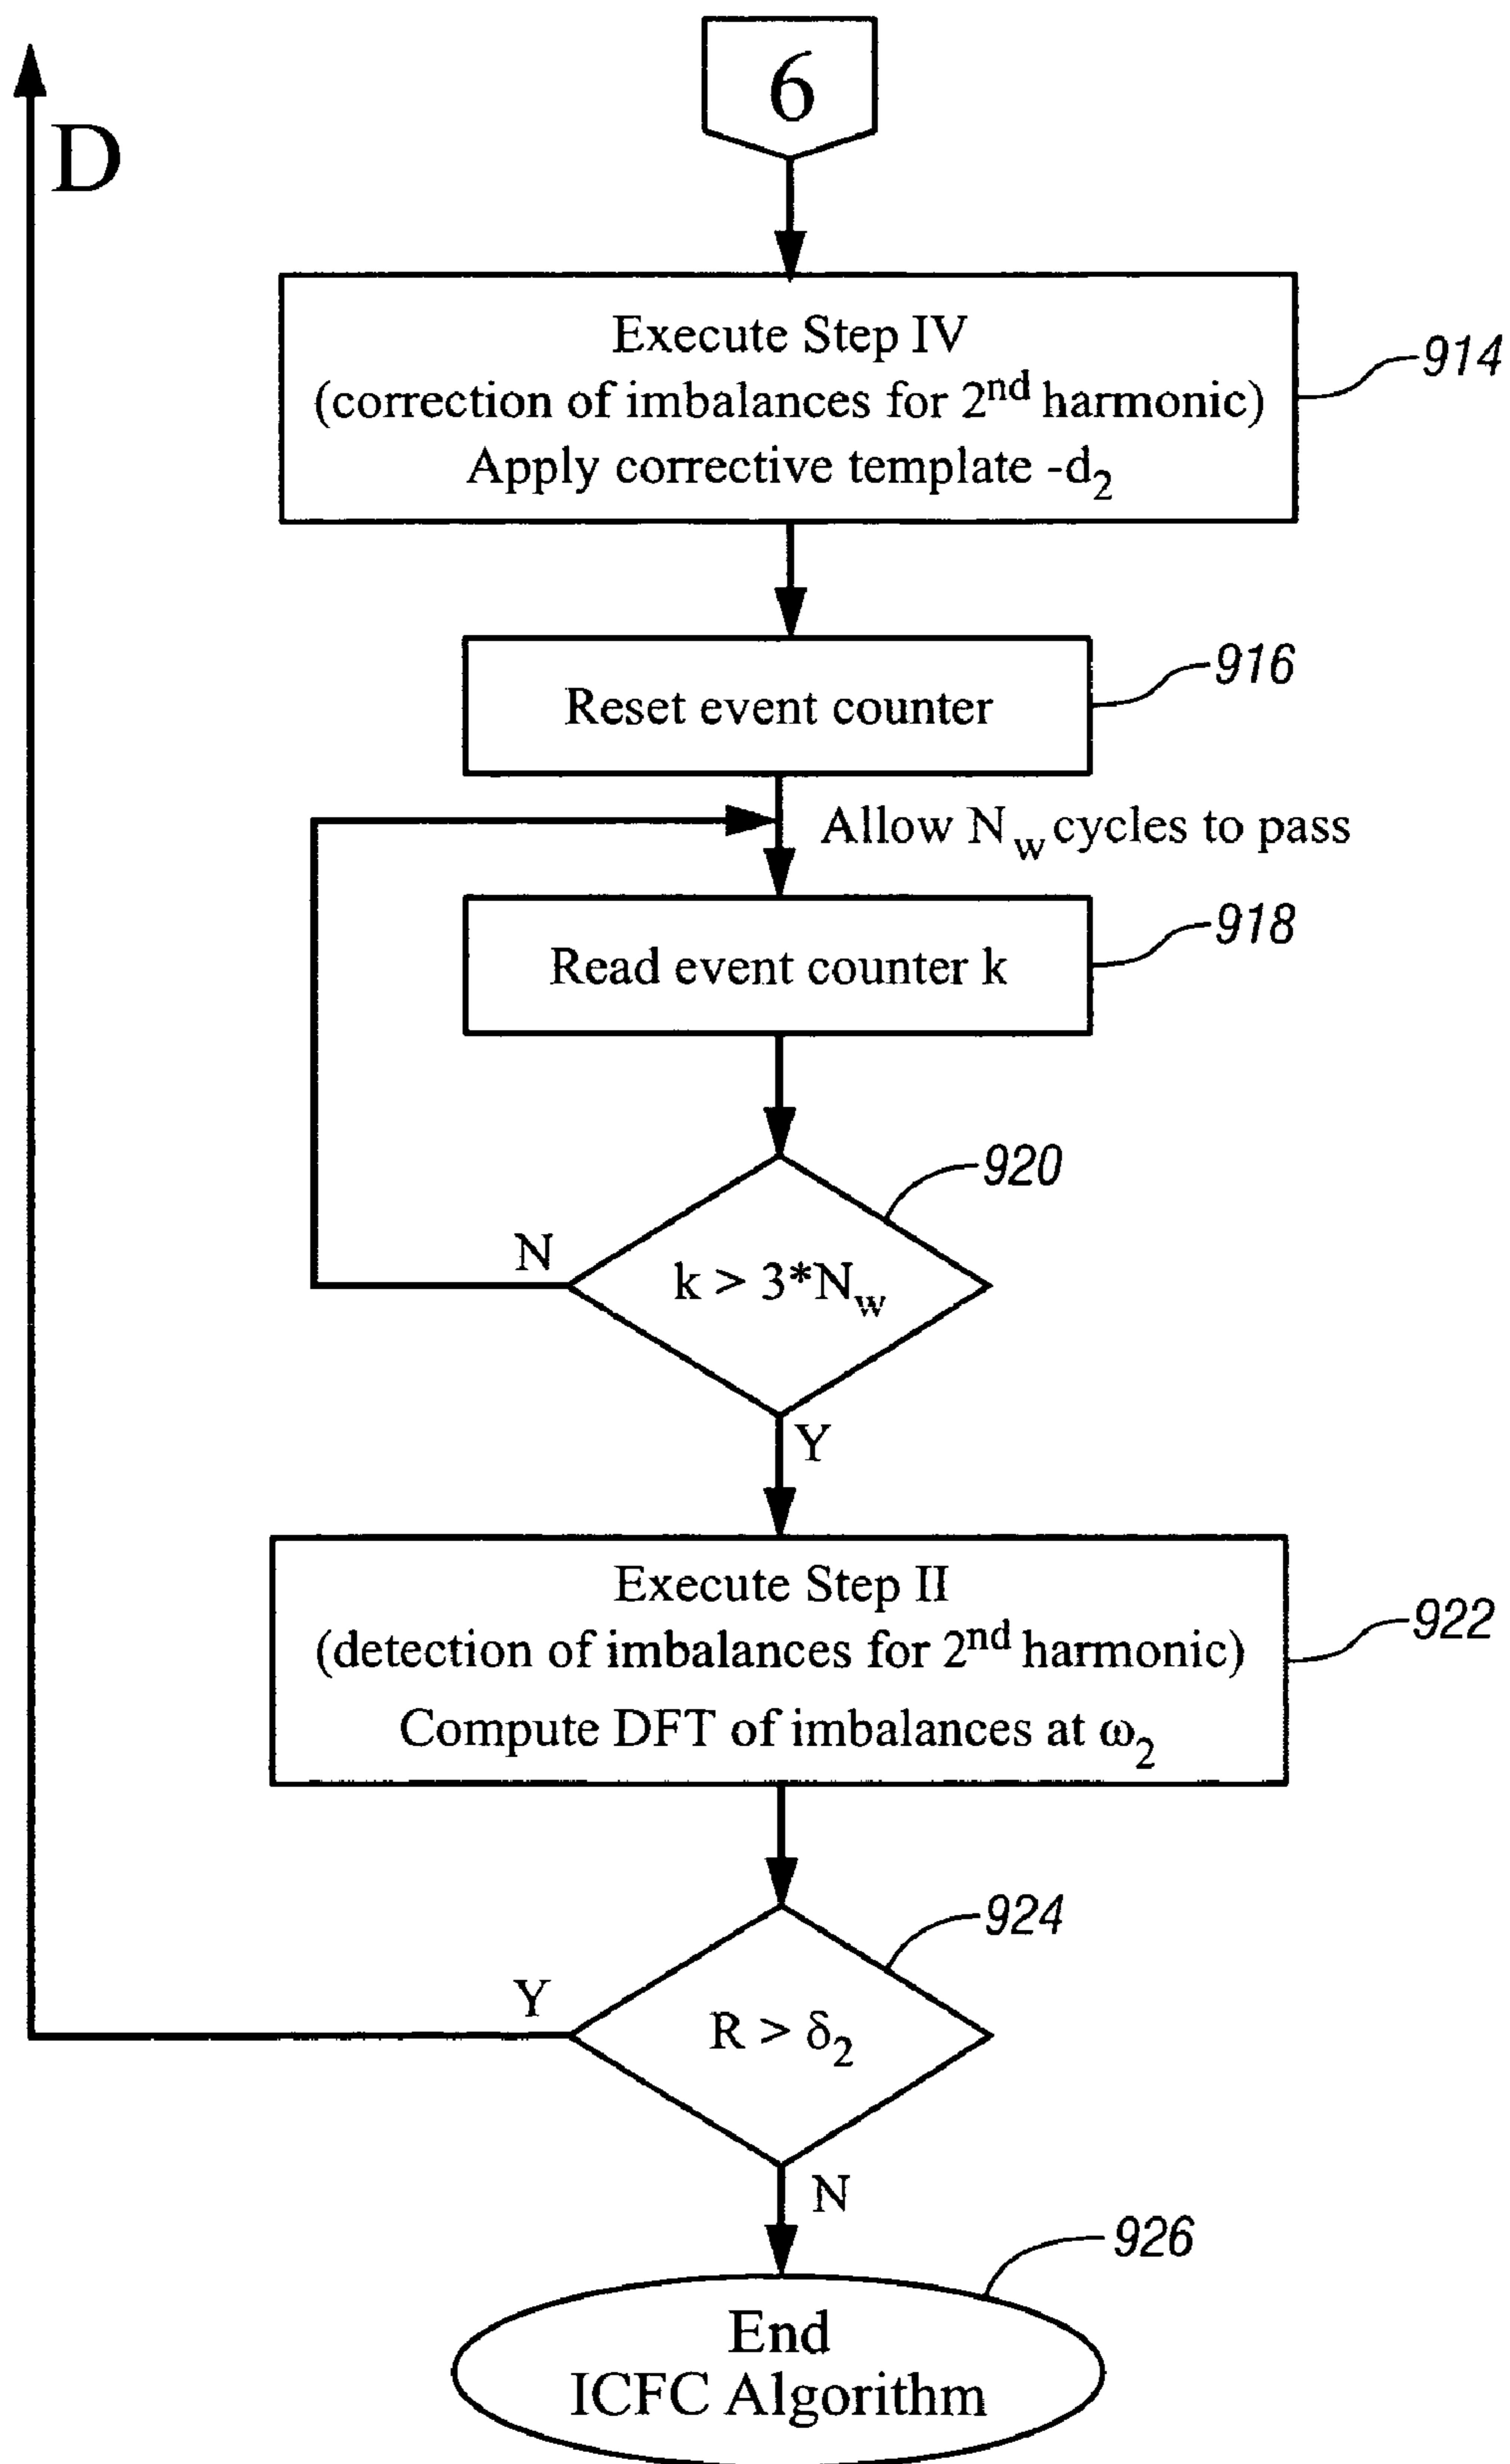 6
D
Execute Step IV
(correction of imbalances for 2nd harmonic)
Apply corrective template -d2
914
Reset event counter
916
Allow Nw cycles to pass
Read event counter k
918
920
N
k > 3*Nw
Y
Execute Step II
(detection of imbalances for 2nd harmonic)
Compute DFT of imbalances at ω2
922
924
Y
R > δ2
N
926
End
ICFC Algorithm